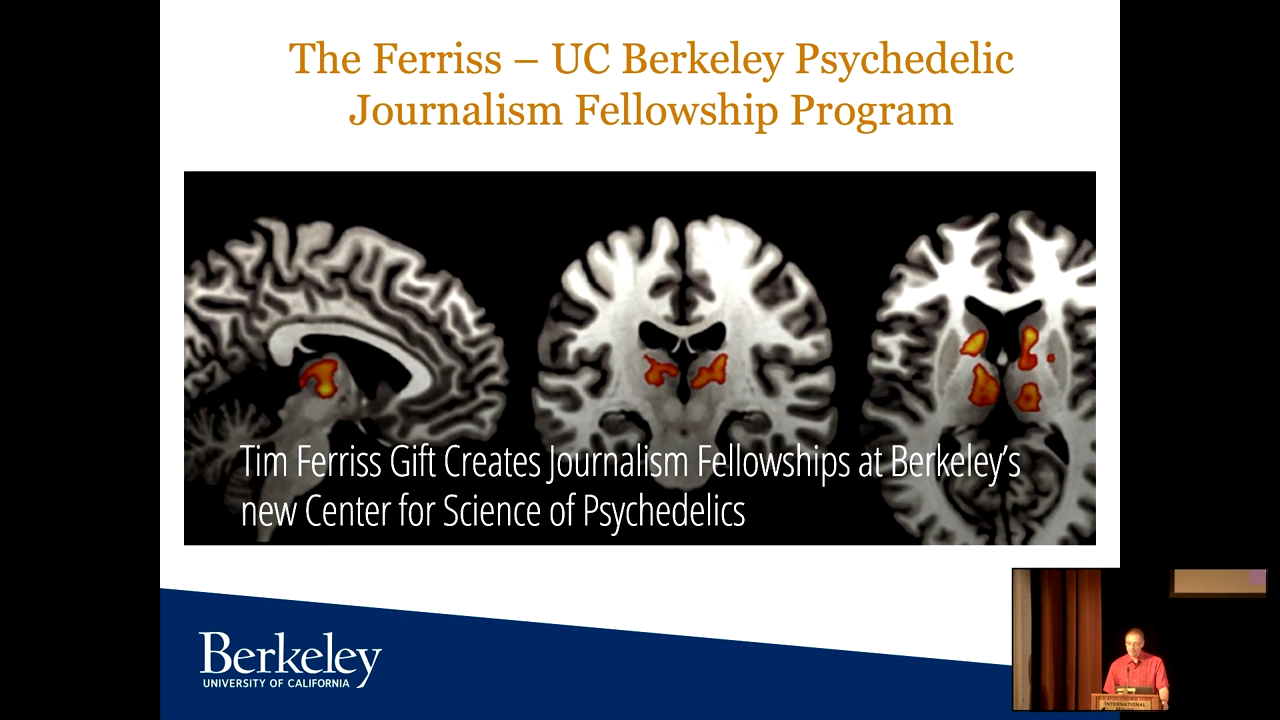 The Ferriss – UC Berkeley Psychedelic
Journalism Fellowship Program
Tim Ferriss Gift Creates Journalism Fellowships at Berkeley’s
new Center for Science of Psychedelics
Berkeley
UNIVERSITY OF CALIFORNIA
INTERNATIONAL